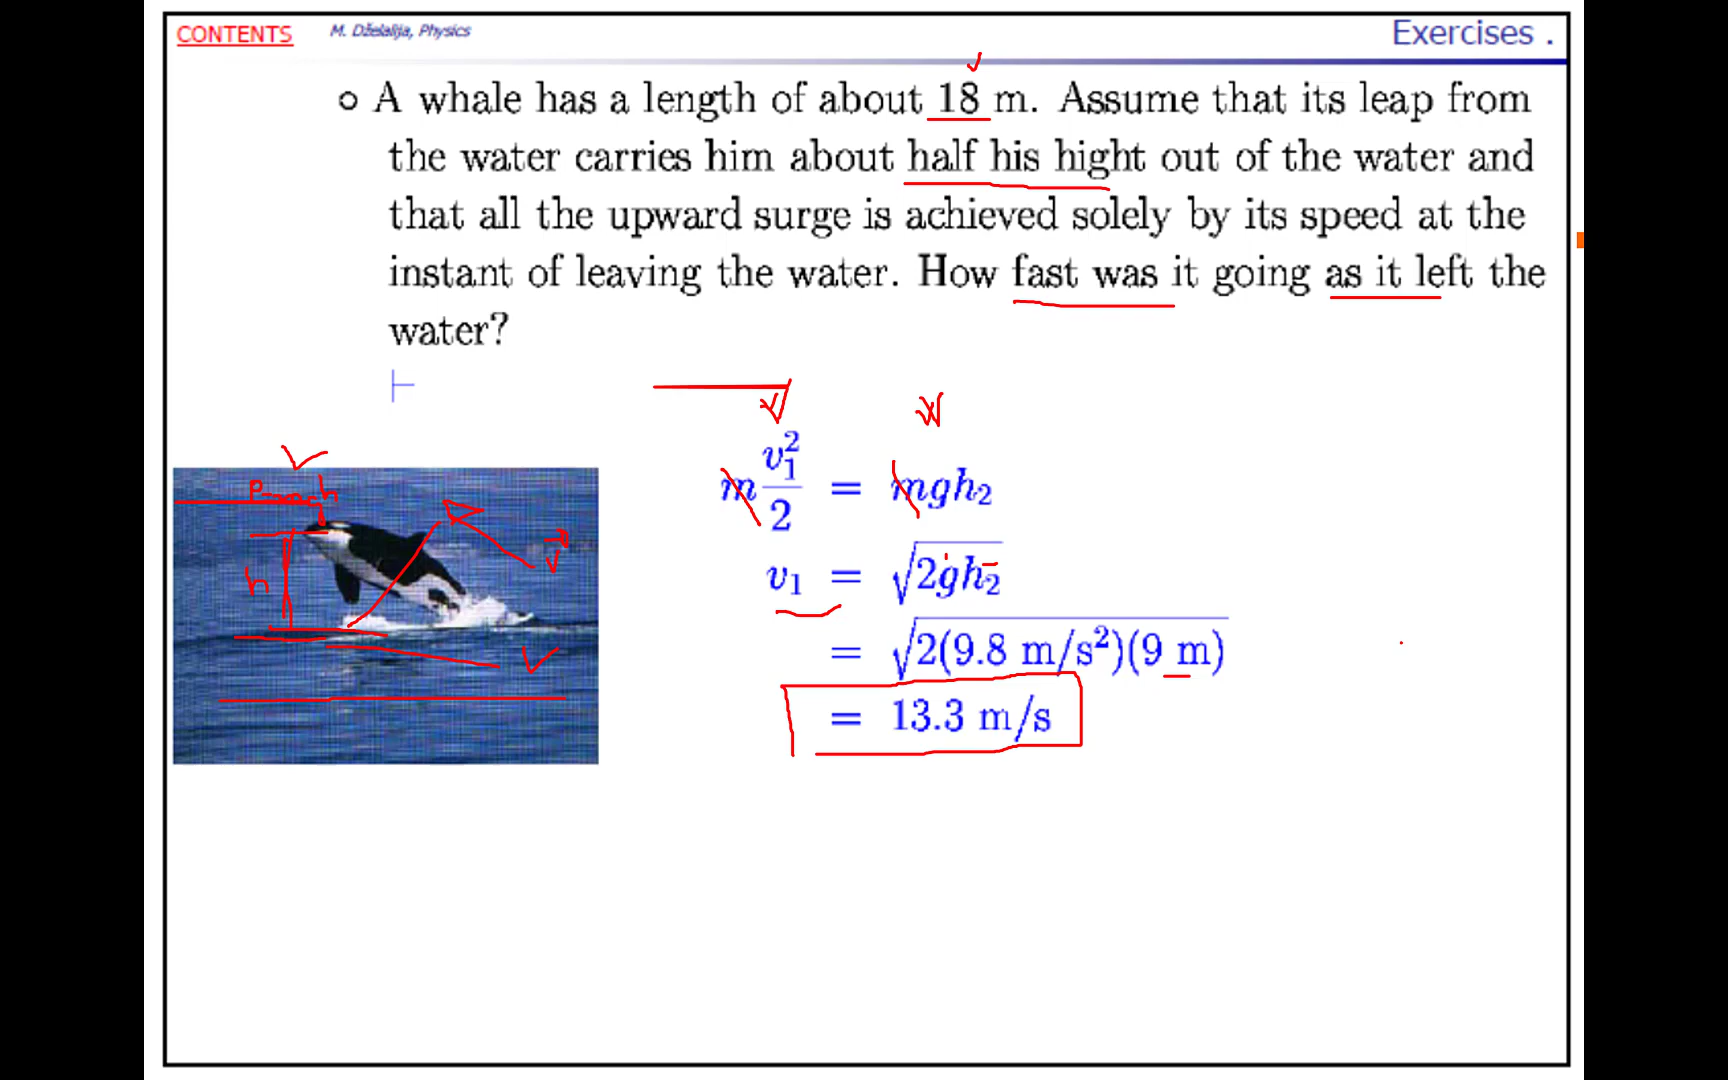 CONTENTS M. Dželalija, Physics Exercises .
∘ A whale has a length of about 18 m. Assume that its leap from
the water carries him about half his hight out of the water and
that all the upward surge is achieved solely by its speed at the
instant of leaving the water. How fast was it going as it left the
water?
⊢
m v₁²/2 = mgh₂
v₁ = √2gh₂
= √2(9.8 m/s²)(9 m)
= 13.3 m/s
h